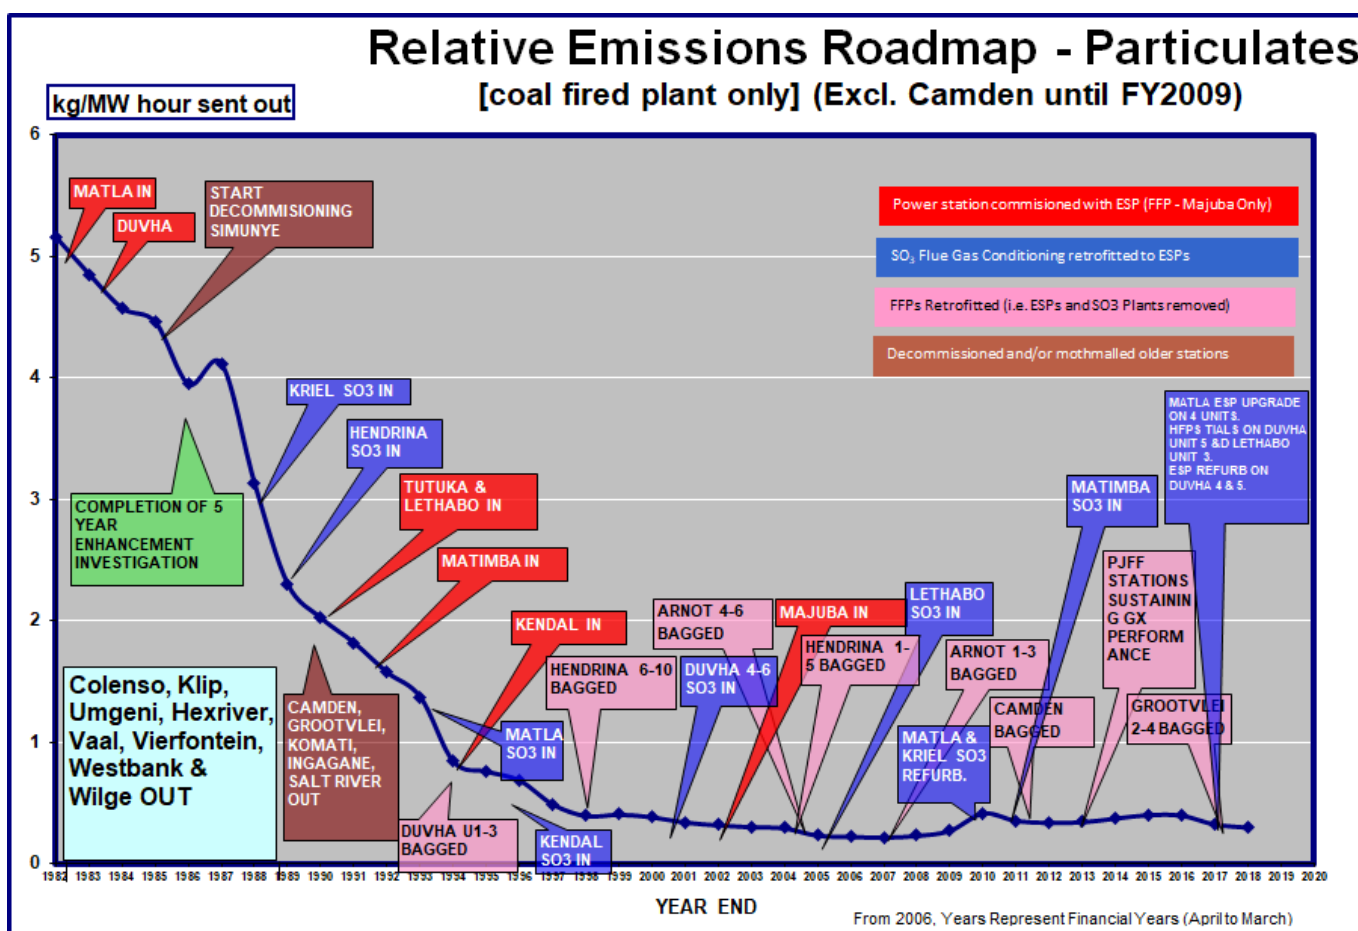 Relative Emissions Roadmap - Particulates
[coal fired plant only] (Excl. Camden until FY2009)
kg/MW hour sent out
6
5
4
3
2
1
0
MATLA IN
DUVHA
START
DECOMMISIONING
SIMUNYE
Power station commisioned with ESP (FFP - Majuba Only)
SO3 Flue Gas Conditioning retrofitted to ESPs
FFPs Retrofitted (i.e. ESPs and SO3 Plants removed)
Decommissioned and/or mothmalled older stations
KRIEL SO3 IN
HENDRINA
SO3 IN
COMPLETION OF 5
YEAR
ENHANCEMENT
INVESTIGATION
TUTUKA &
LETHABO IN
MATIMBA IN
KENDAL IN
HENDRINA 6-10
BAGGED
ARNOT 4-6
BAGGED
DUVHA 4-6
SO3 IN
MAJUBA IN
HENDRINA 1-
5 BAGGED
LETHABO
SO3 IN
ARNOT 1-3
BAGGED
MATIMBA
SO3 IN
CAMDEN
BAGGED
PJFF
STATIONS
SUSTAININ
G GX
PERFORM
ANCE
MATLA ESP UPGRADE
ON 4 UNITS.
HFPS TIALS ON DUVHA
UNIT 5 &D LETHABO
UNIT 3.
ESP REFURB ON
DUVHA 4 & 5.
GROOTVLEI
2-4 BAGGED
MATLA &
KRIEL SO3
REFURB.
Colenso, Klip,
Umgeni, Hexriver,
Vaal, Vierfontein,
Westbank &
Wilge OUT
CAMDEN,
GROOTVLEI,
KOMATI,
INGAGANE,
SALT RIVER
OUT
MATLA
SO3 IN
DUVHA U1-3
BAGGED
KENDAL
SO3 IN
1982 1983 1984 1985 1986 1987 1988 1989 1990 1991 1992 1993 1994 1995 1996 1997 1998 1999 2000 2001 2002 2003 2004 2005 2006 2007 2008 2009 2010 2011 2012 2013 2014 2015 2016 2017 2018 2019 2020
YEAR END
From 2006, Years Represent Financial Years (April to March)